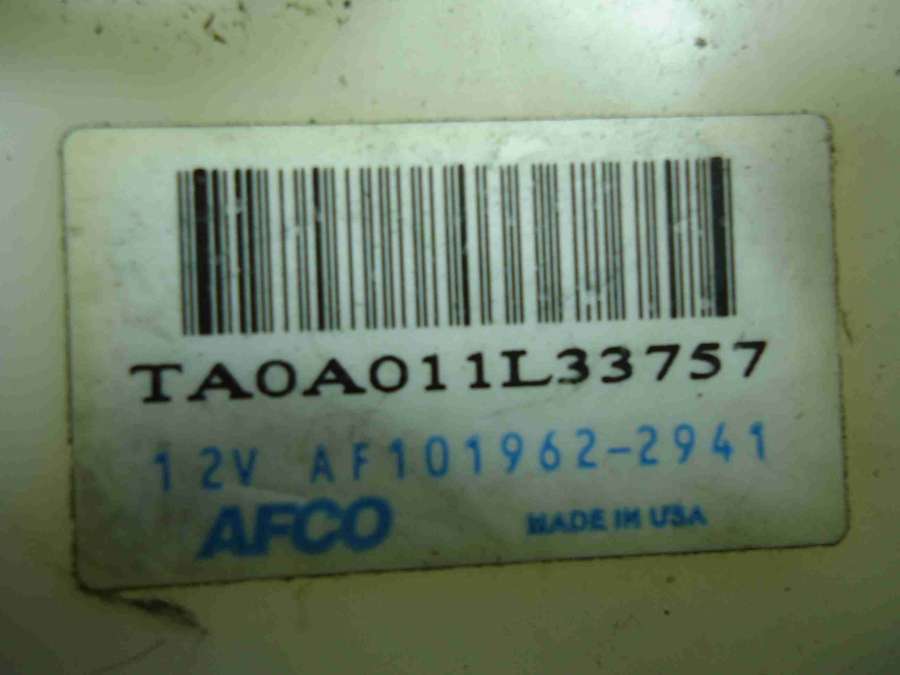 TA0A011L33757
12V AF101962-2941
AFCO MADE IN USA